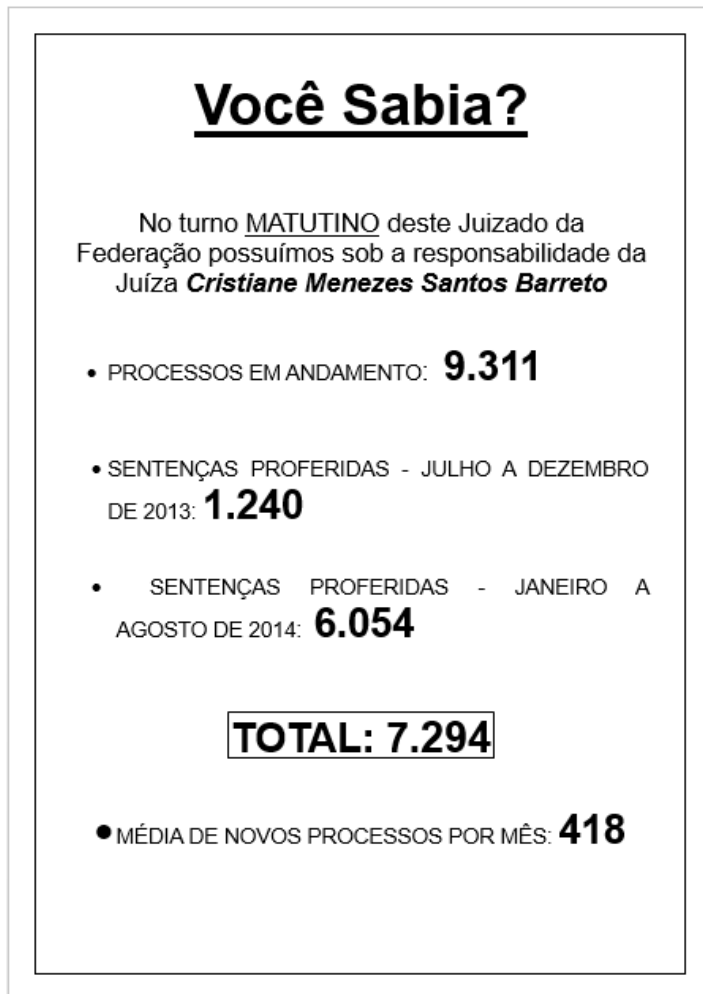 Você Sabia?
No turno MATUTINO deste Juizado da
Federação possuímos sob a responsabilidade da
Juíza Cristiane Menezes Santos Barreto
• PROCESSOS EM ANDAMENTO: 9.311
• SENTENÇAS PROFERIDAS - JULHO A DEZEMBRO
DE 2013: 1.240
• SENTENÇAS PROFERIDAS - JANEIRO A
AGOSTO DE 2014: 6.054
TOTAL: 7.294
• MÉDIA DE NOVOS PROCESSOS POR MÊS: 418